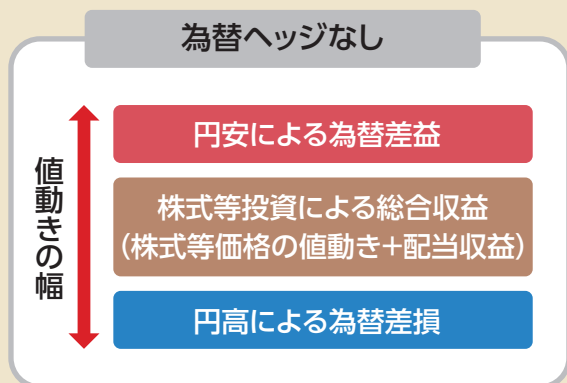 為替ヘッジなし
値動きの幅
円安による為替差益
株式等投資による総合収益
(株式等価格の値動き+配当収益)
円高による為替差損